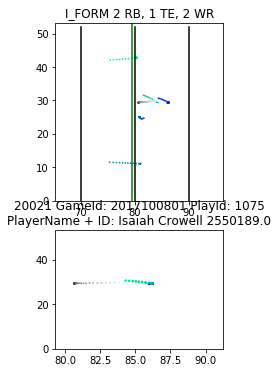 I_FORM 2 RB, 1 TE, 2 WR
50
40
30
20
10
0
70 80 90
20021 GameId: 2017100801 PlayId: 1075
PlayerName + ID: Isaiah Crowell 2550189.0
40
20
0
80.0 82.5 85.0 87.5 90.0